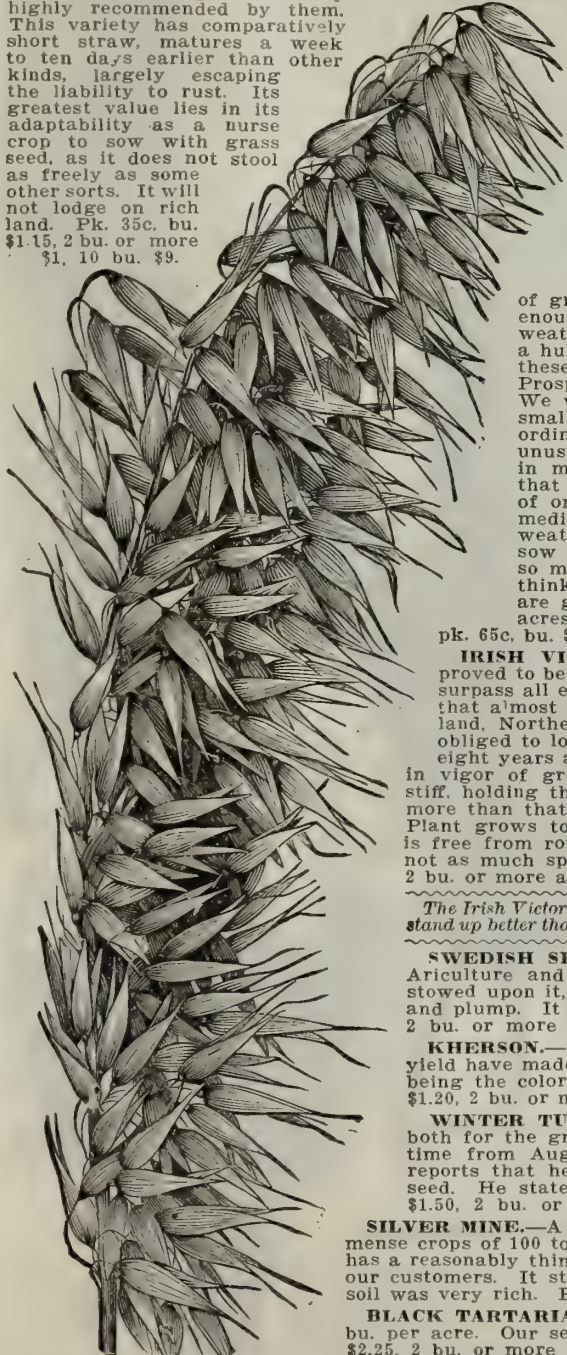 highly recommended by them.
This variety has comparatively
short straw, matures a week
to ten days earlier than other
kinds, largely escaping
the liability to rust. Its
greatest value lies in its
adaptability as a nurse
crop to sow with grass
seed, as it does not stool
as freely as some
other sorts. It will
not lodge on rich
land. Pk. 35c, bu.
$1.15, 2 bu. or more
$1, 10 bu. $9.
of gr
enou
weat
a hul
these
Prosp
We v
small
ordin
unus
in m
that
of or
medi
weat
sow
so m
think
are g
acres
pk. 65c, bu. $
IRISH VI
proved to be
surpass all e
that almost
land, Northe
obliged to lo
eight years a
in vigor of gr
stiff, holding th
more than that
Plant grows to
is free from ro
not as much sp
2 bu. or more a
The Irish Victor
stand up better tha
SWEDISH SE
Ariculture and
stowed upon it,
and plump. It
2 bu. or more
KHERSON.—
yield have made
being the color
$1.20, 2 bu. or m
WINTER TU
both for the gr
time from Aug
reports that he
seed. He state
$1.50, 2 bu. or
SILVER MINE.—A
mense crops of 100 to
has a reasonably thin
our customers. It st
soil was very rich. P
BLACK TARTARIA
bu. per acre. Our se
$2.25, 2 bu. or more